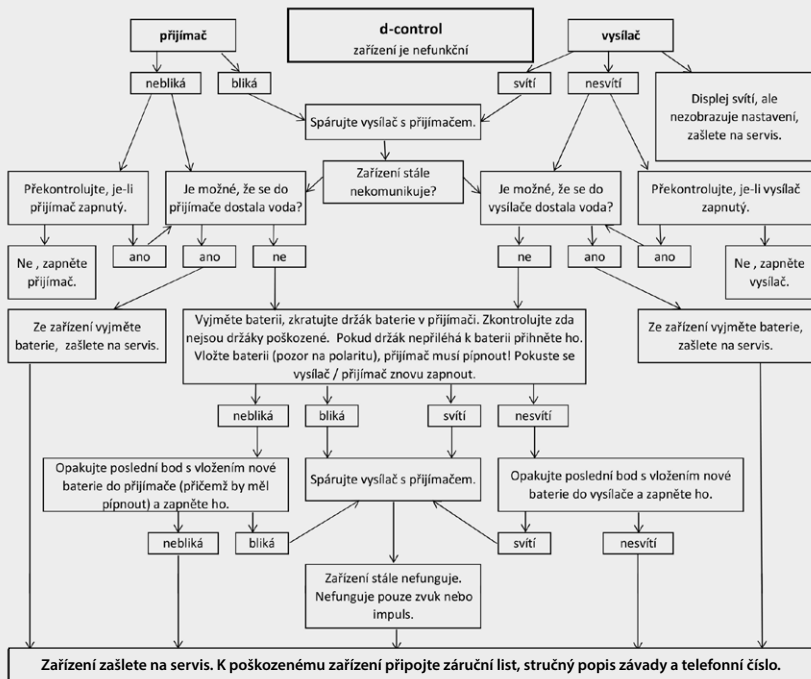 d-control
zařízení je nefunkční
přijímač
vysílač
nebliká
bliká
svítí
nesvítí
Displej svítí, ale
nezobrazuje nastavení,
zašlete na servis.
Spárujte vysílač s přijímačem.
Zařízení stále
nekomunikuje?
Překontrolujte, je-li
přijímač zapnutý.
Je možné, že se do
přijímače dostala voda?
Je možné, že se do
vysílače dostala voda?
Překontrolujte, je-li vysílač
zapnutý.
Ne , zapněte
přijímač.
ano
ano
ne
ne
ano
ano
Ne , zapněte
vysílač.
Ze zařízení vyjměte
baterie,  zašlete na servis.
Vyjměte baterii, zkratujte držák baterie v přijímači. Zkontrolujte zda
nejsou držáky poškozené.  Pokud držák nepřiléhá k baterii přihněte ho.
Vložte baterii (pozor na polaritu), přijímač musí pípnout! Pokuste se
vysílač / přijímač znovu zapnout.
Ze zařízení vyjměte baterie,
zašlete na servis.
nebliká
bliká
svítí
nesvítí
Opakujte poslední bod s vložením nové
baterie do přijímače (přičemž by měl
pípnout) a zapněte ho.
Spárujte vysílač s přijímačem.
Opakujte poslední bod s vložením nové
baterie do vysílače a zapněte ho.
nebliká
bliká
svítí
nesvítí
Zařízení stále nefunguje.
Nefunguje pouze zvuk nebo
impuls.
Zařízení zašlete na servis. K poškozenému zařízení připojte záruční list, stručný popis závady a telefonní číslo.